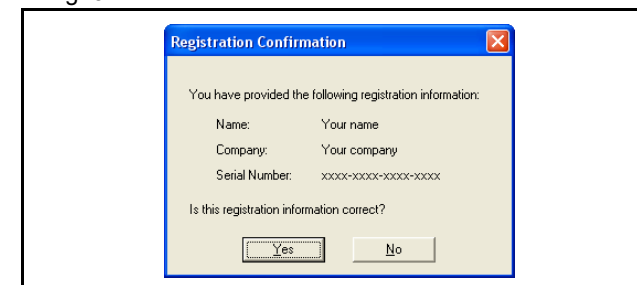 Registration Confirmation
You have provided the following registration information:
Name: Your name
Company: Your company
Serial Number: xxxx-xxxx-xxxx-xxxx
Is this registration information correct?
Yes No